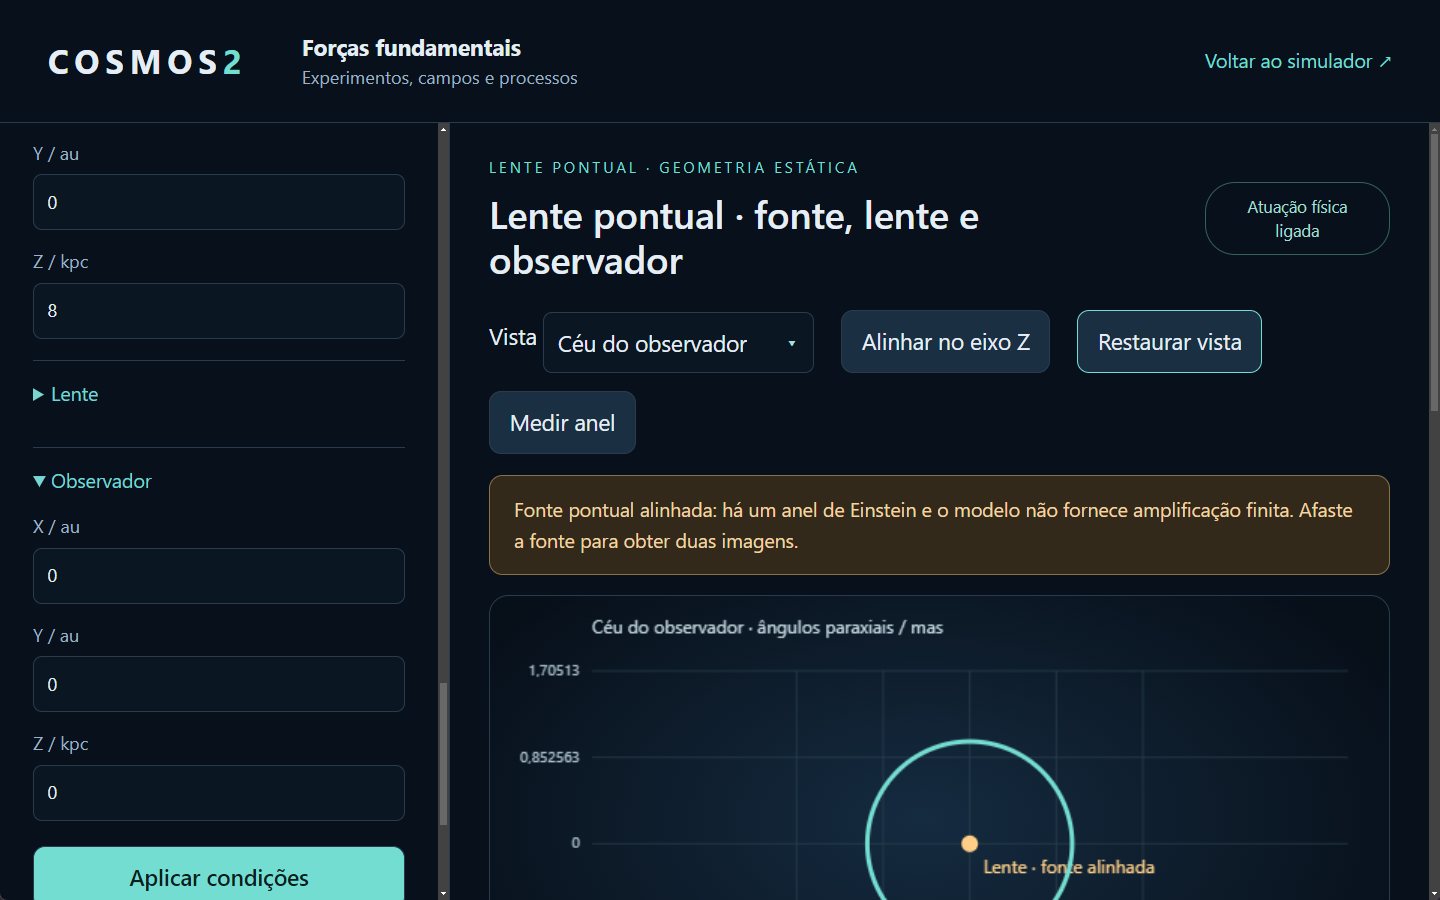 COSMOS2
Forças fundamentais
Experimentos, campos e processos
Voltar ao simulador ↗
Y / au
0
Z / kpc
8
▶ Lente
▼ Observador
X / au
0
Y / au
0
Z / kpc
0
Aplicar condições
LENTE PONTUAL · GEOMETRIA ESTÁTICA
Lente pontual · fonte, lente e
observador
Atuação física
ligada
Vista
Céu do observador
Alinhar no eixo Z
Restaurar vista
Medir anel
Fonte pontual alinhada: há um anel de Einstein e o modelo não fornece amplificação finita. Afaste
a fonte para obter duas imagens.
Céu do observador · ângulos paraxiais / mas
1,70513
0,852563
0
Lente · fonte alinhada